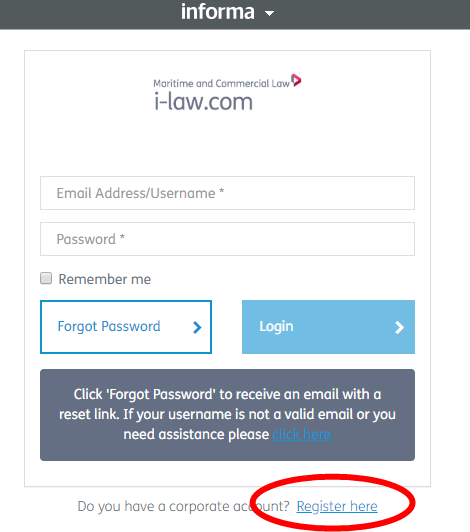 informa
Maritime and Commercial Law
i-law.com
Email Address/Username *
Password *
Remember me
Forgot Password
Login
Click 'Forgot Password' to receive an email with a
reset link. If your username is not a valid email or you
need assistance please click here
Do you have a corporate account? Register here